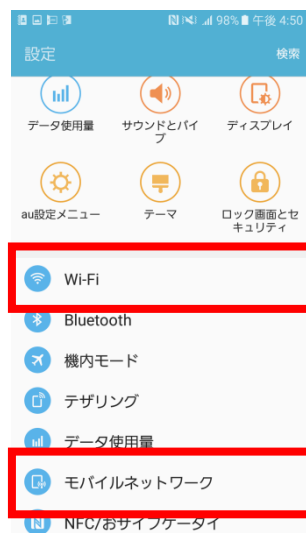 98% 午後 4:50
設定 検索
データ使用量 サウンドとバイ ディスプレイ
ブ
au設定メニュー テーマ ロック画面とセ
キュリティ
Wi-Fi
Bluetooth
機内モード
テザリング
データ使用量
モバイルネットワーク
NFC/おサイフケータイ